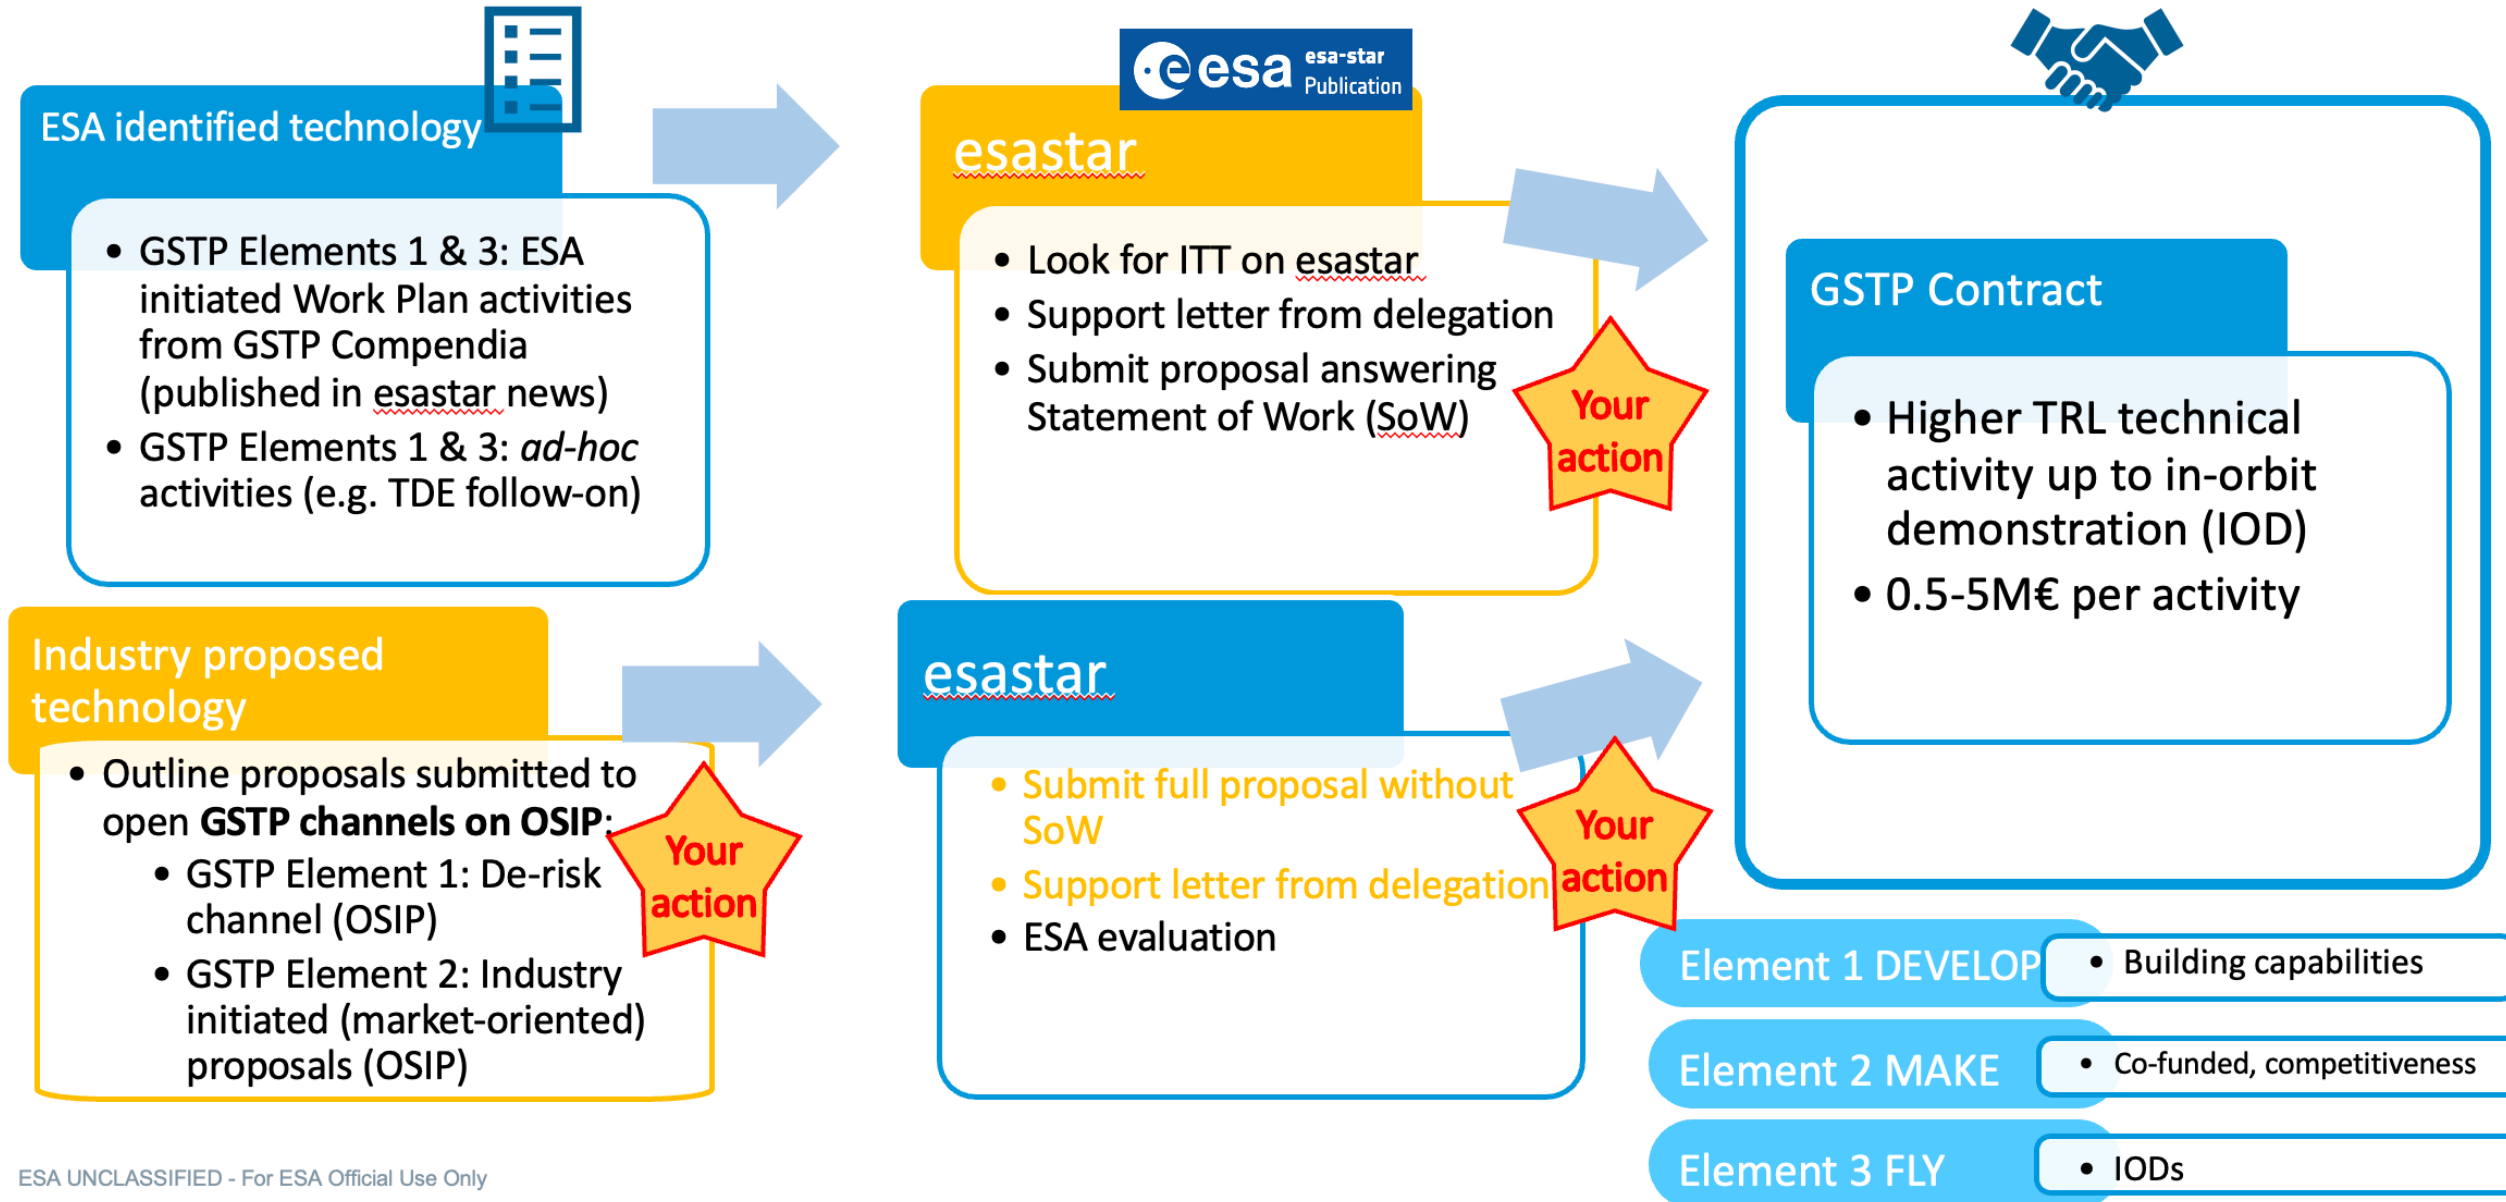 ESA identified technology
• GSTP Elements 1 & 3: ESA
initiated Work Plan activities
from GSTP Compendia
(published in esastar news)
• GSTP Elements 1 & 3: ad-hoc
activities (e.g. TDE follow-on)
esa
esa-star
Publication
esastar
• Look for ITT on esastar
• Support letter from delegation
• Submit proposal answering
Statement of Work (SoW)
Your
action
GSTP Contract
• Higher TRL technical
activity up to in-orbit
demonstration (IOD)
• 0.5-5M€ per activity
Industry proposed
technology
• Outline proposals submitted to
open GSTP channels on OSIP:
• GSTP Element 1: De-risk
channel (OSIP)
• GSTP Element 2: Industry
initiated (market-oriented)
proposals (OSIP)
Your
action
esastar
• Submit full proposal without
SoW
• Support letter from delegation
• ESA evaluation
Your
action
Element 1 DEVELOP
• Building capabilities
Element 2 MAKE
• Co-funded, competitiveness
Element 3 FLY
• IODs
ESA UNCLASSIFIED - For ESA Official Use Only